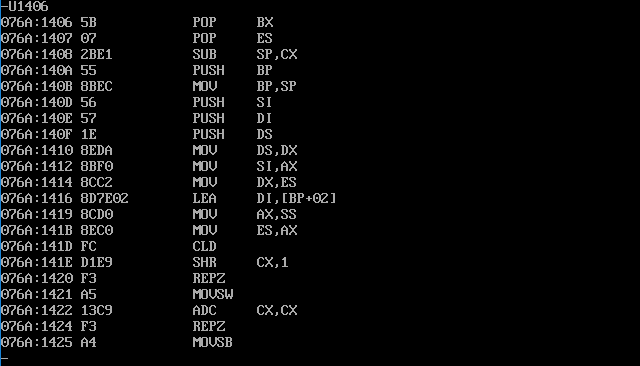 -U1406
076A:1406 5B            POP     BX
076A:1407 07            POP     ES
076A:1408 2BE1          SUB     SP,CX
076A:140A 55            PUSH    BP
076A:140B 8BEC          MOV     BP,SP
076A:140D 56            PUSH    SI
076A:140E 57            PUSH    DI
076A:140F 1E            PUSH    DS
076A:1410 8EDA          MOV     DS,DX
076A:1412 8BF0          MOV     SI,AX
076A:1414 8CC2          MOV     DX,ES
076A:1416 8D7E02        LEA     DI,[BP+02]
076A:1419 8CD0          MOV     AX,SS
076A:141B 8EC0          MOV     ES,AX
076A:141D FC            CLD
076A:141E D1E9          SHR     CX,1
076A:1420 F3            REPZ
076A:1421 A5            MOVSW
076A:1422 13C9          ADC     CX,CX
076A:1424 F3            REPZ
076A:1425 A4            MOVSB
-